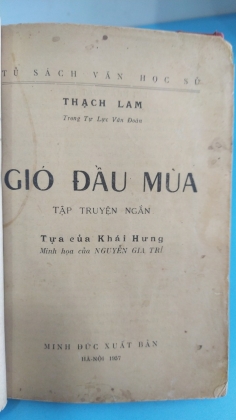 TỦ SÁCH VĂN HỌC SỬ
THẠCH LAM
Trong Tự Lực Văn Đoàn
GIÓ ĐẦU MÙA
TẬP TRUYỆN NGẮN
Tựa của Khái Hưng
Minh họa của NGUYỄN GIA TRÍ
MINH ĐỨC XUẤT BẢN
HÀ-NỘI 1957